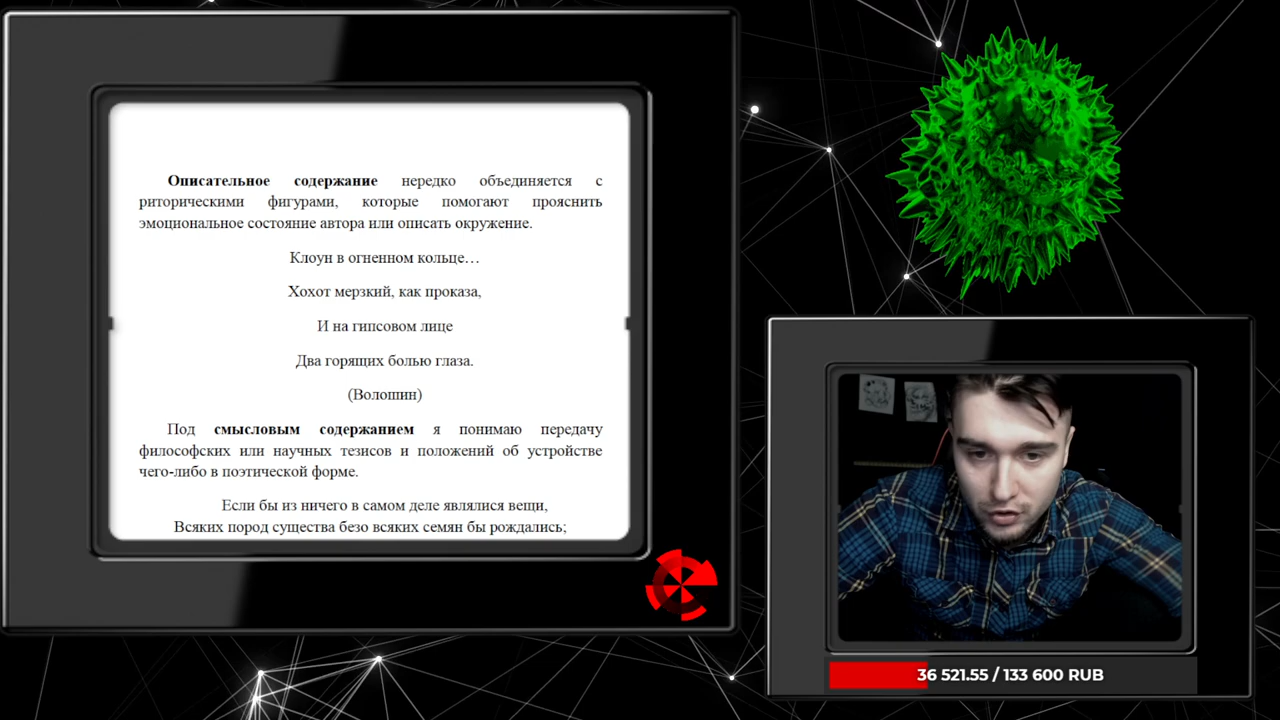 Описательное содержание нередко объединяется с
риторическими фигурами, которые помогают прояснить
эмоциональное состояние автора или описать окружение.
Клоун в огненном кольце…
Хохот мерзкий, как проказа,
И на гипсовом лице
Два горящих болью глаза.
(Волошин)
Под смысловым содержанием я понимаю передачу
философских или научных тезисов и положений об устройстве
чего-либо в поэтической форме.
Если бы из ничего в самом деле являлися вещи,
Всяких пород существа безо всяких семян бы рождались;
36 521.55 / 133 600 RUB